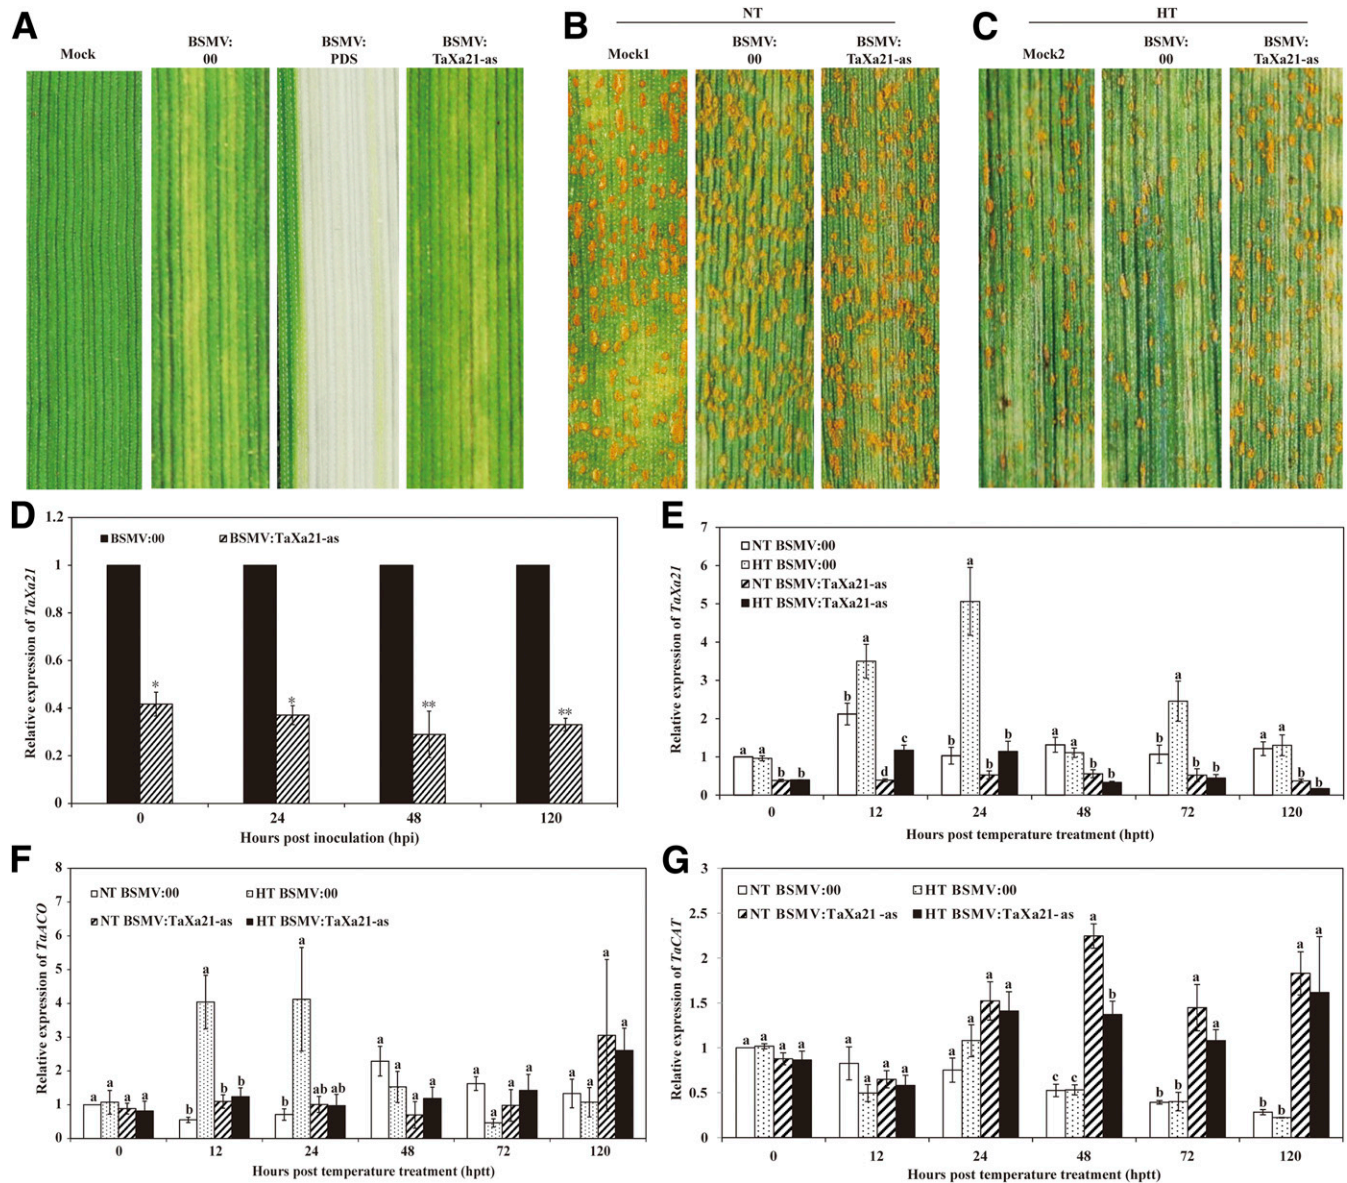 A
Mock
BSMV:
00
BSMV:
PDS
BSMV:
TaXa21-as
B
NT
Mock1
BSMV:
00
BSMV:
TaXa21-as
C
HT
Mock2
BSMV:
00
BSMV:
TaXa21-as
D
1.2
1
0.8
0.6
0.4
0.2
0
Relative expression of TaXa21
BSMV:00
BSMV:TaXa21-as
*
*
**
**
0 24 48 120
Hours post inoculation (hpi)
E
7
6
5
4
3
2
1
0
Relative expression of TaXa21
NT BSMV:00
HT BSMV:00
NT BSMV:TaXa21-as
HT BSMV:TaXa21-as
a a b b
b a d c
b a b b
a a b b
b a b b
a a b b
0 12 24 48 72 120
Hours post temperature treatment (hptt)
F
8
7
6
5
4
3
2
1
0
Relative expression of TaACO
NT BSMV:00 HT BSMV:00
NT BSMV:TaXa21-as HT BSMV:TaXa21-as
a a a a
b a b b
b a ab ab
a a a a
a a a a
a a a a
0 12 24 48 72 120
Hours post temperature treatment (hptt)
G
3
2.5
2
1.5
1
0.5
0
Relative expression of TaCAT
NT BSMV:00 HT BSMV:00
NT BSMV:TaXa21 -as HT BSMV:TaXa21- as
a a a a
a a a a
a a a a
c c a b
b b a a
b b a a
0 12 24 48 72 120
Hours post temperature treatment (hptt)